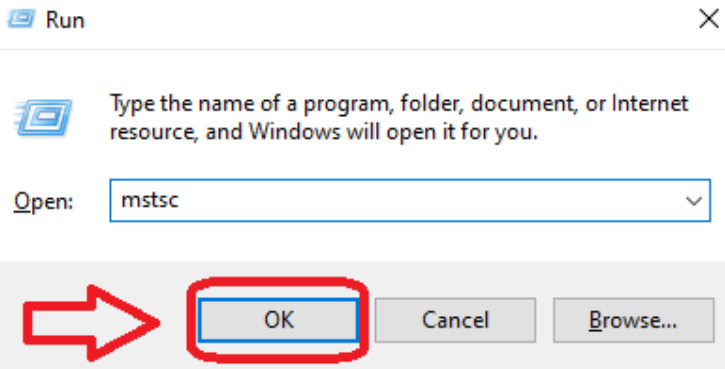 Run
Type the name of a program, folder, document, or Internet
resource, and Windows will open it for you.
Open: mstsc
OK Cancel Browse...